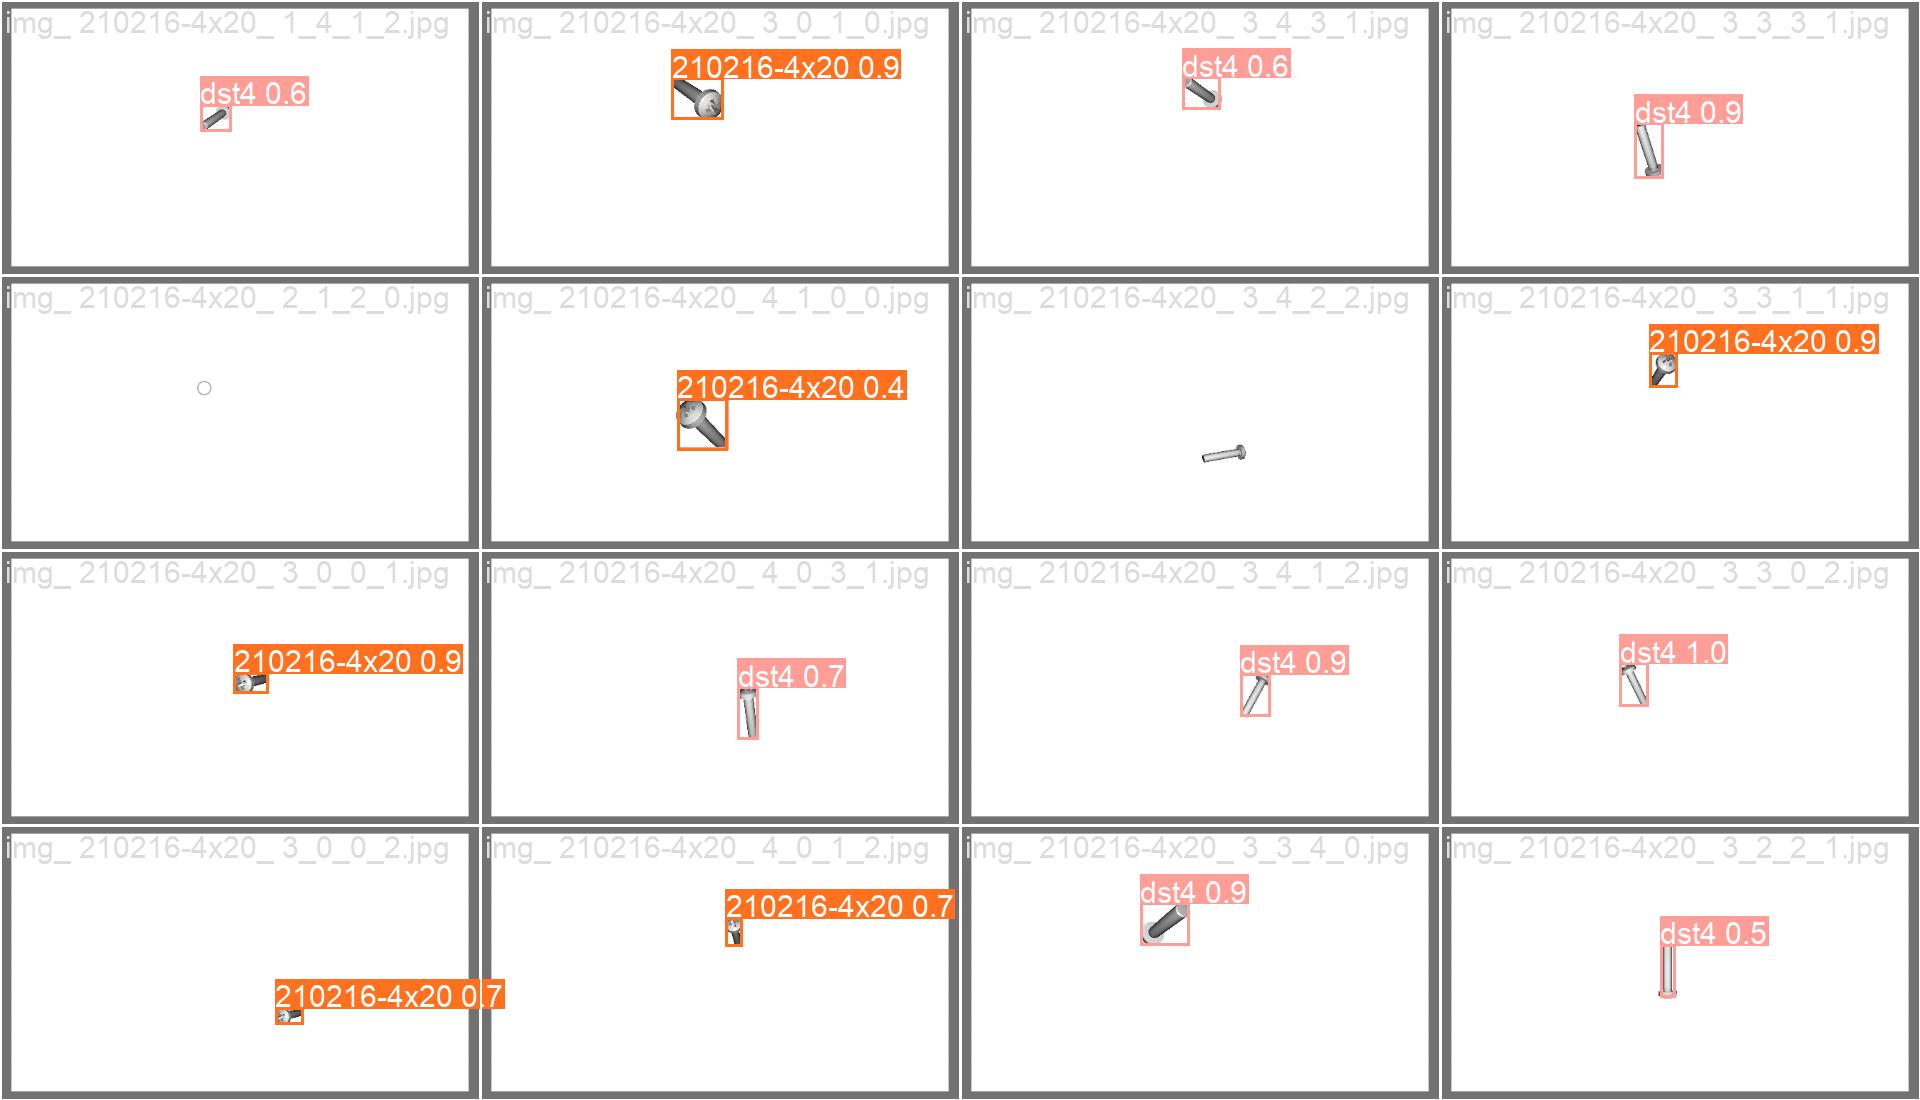 img_ 210216-4x20_ 1_4_1_2.jpg
dst4 0.6
img_ 210216-4x20_ 3_0_1_0.jpg
210216-4x20 0.9
img_ 210216-4x20_ 3_4_3_1.jpg
dst4 0.6
img_ 210216-4x20_ 3_3_3_1.jpg
dst4 0.9
img_ 210216-4x20_ 2_1_2_0.jpg
img_ 210216-4x20_ 4_1_0_0.jpg
210216-4x20 0.4
img_ 210216-4x20_ 3_4_2_2.jpg
img_ 210216-4x20_ 3_3_1_1.jpg
210216-4x20 0.9
img_ 210216-4x20_ 3_0_0_1.jpg
210216-4x20 0.9
img_ 210216-4x20_ 4_0_3_1.jpg
dst4 0.7
img_ 210216-4x20_ 3_4_1_2.jpg
dst4 0.9
img_ 210216-4x20_ 3_3_0_2.jpg
dst4 1.0
img_ 210216-4x20_ 3_0_0_2.jpg
210216-4x20 0.7
img_ 210216-4x20_ 4_0_1_2.jpg
210216-4x20 0.7
img_ 210216-4x20_ 3_3_4_0.jpg
dst4 0.9
img_ 210216-4x20_ 3_2_2_1.jpg
dst4 0.5